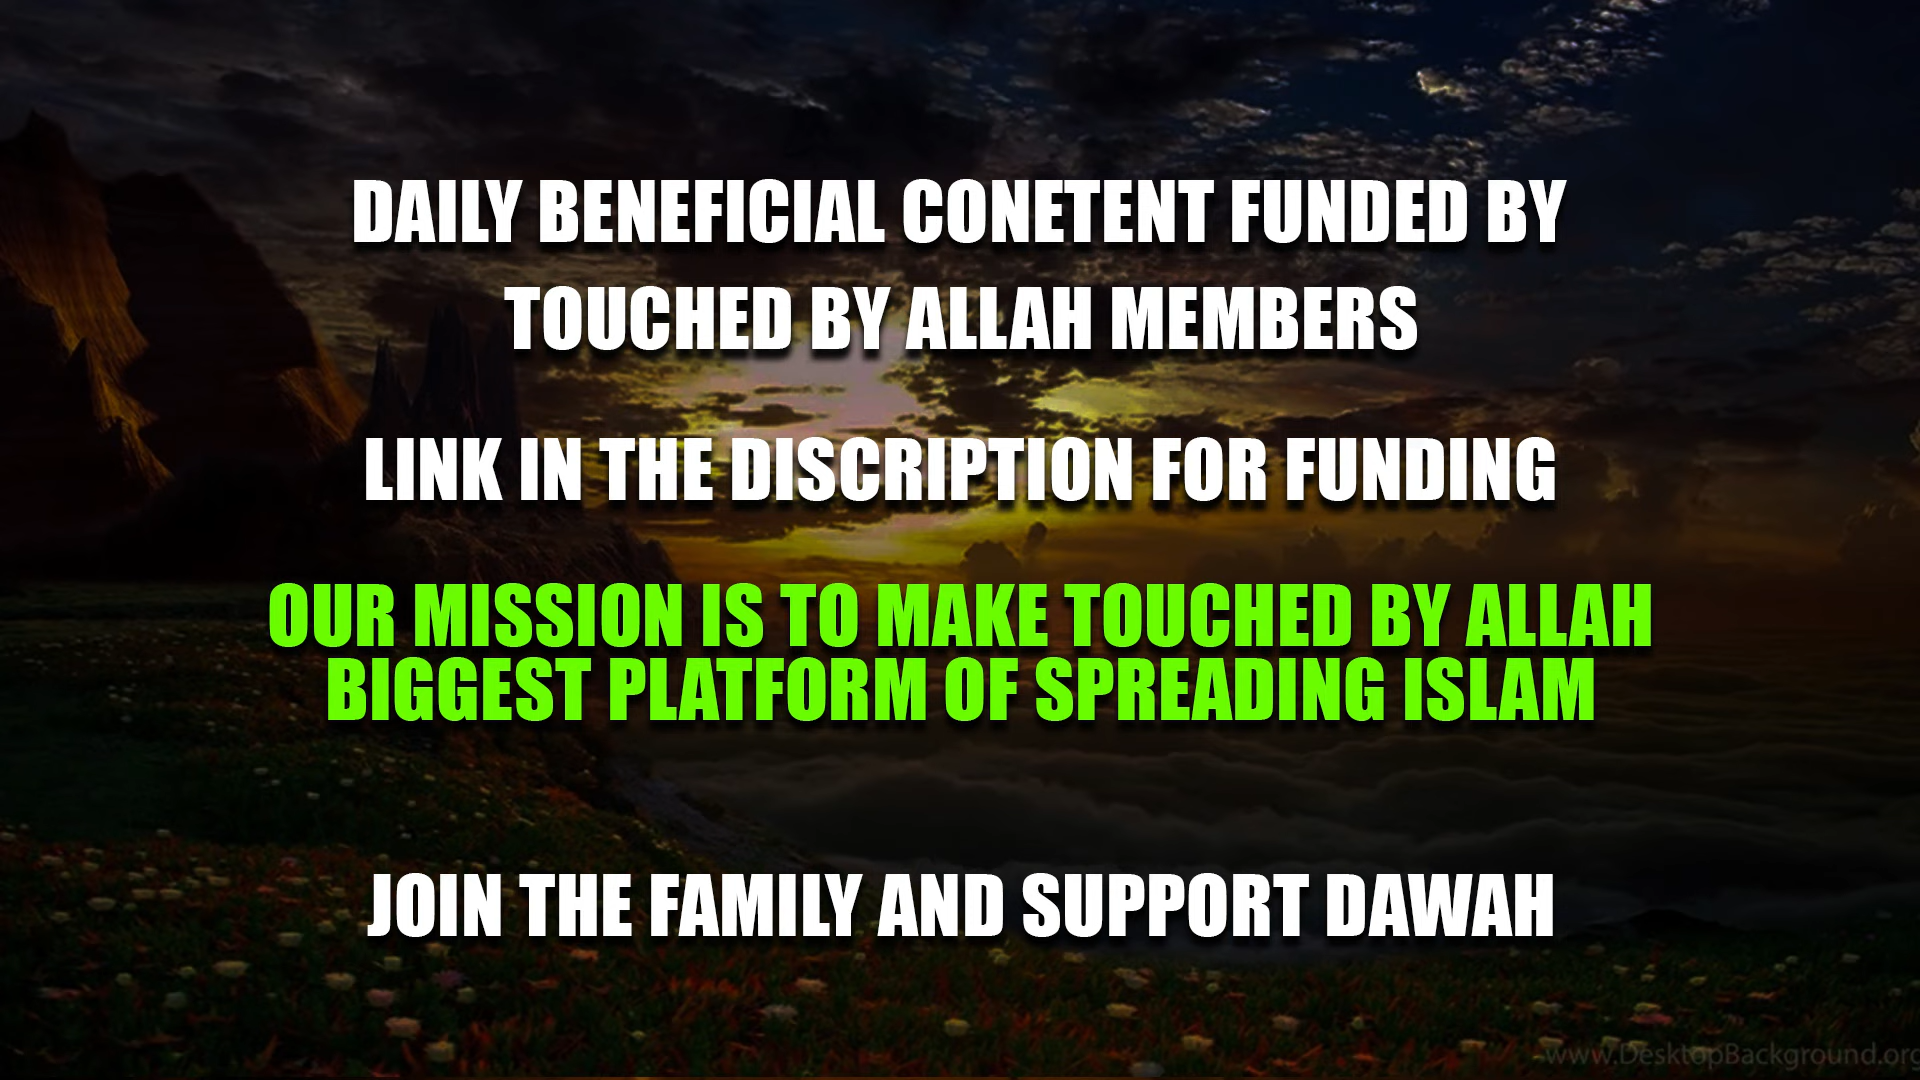 DAILY BENEFICIAL CONETENT FUNDED BY
TOUCHED BY ALLAH MEMBERS
LINK IN THE DISCRIPTION FOR FUNDING
OUR MISSION IS TO MAKE TOUCHED BY ALLAH
BIGGEST PLATFORM OF SPREADING ISLAM
JOIN THE FAMILY AND SUPPORT DAWAH
www.DesktopBackground.org